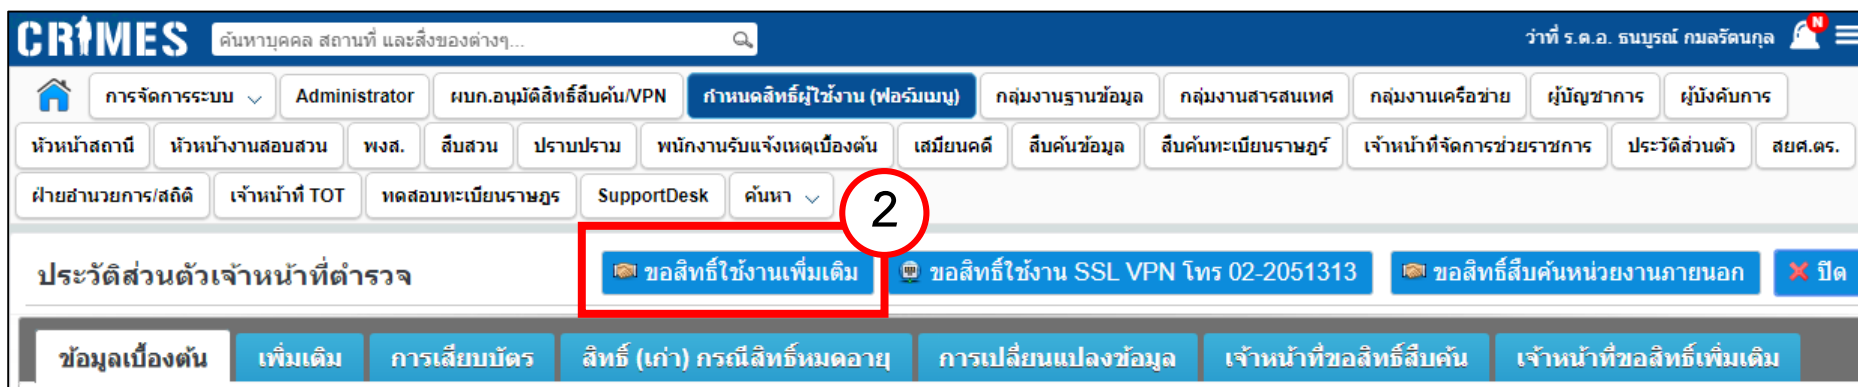 CRIMES ค้นหาบุคคล สถานที่ และสิ่งของต่างๆ... ว่าที่ ร.ต.อ. ธนบูรณ์ กมลรัตนกุล N
การจัดการระบบ Administrator ผบก.อนุมัติสิทธิ์สืบค้น/VPN กำหนดสิทธิ์ผู้ใช้งาน (ฟอร์มเมนู) กลุ่มงานฐานข้อมูล กลุ่มงานสารสนเทศ กลุ่มงานเครือข่าย ผู้บัญชาการ ผู้บังคับการ
หัวหน้าสถานี หัวหน้างานสอบสวน พงส. สืบสวน ปราบปราม พนักงานรับแจ้งเหตุเบื้องต้น เสมียนคดี สืบค้นข้อมูล สืบค้นทะเบียนราษฎร์ เจ้าหน้าที่จัดการช่วยราชการ ประวัติส่วนตัว สยศ.ตร.
ฝ่ายอำนวยการ/สถิติ เจ้าหน้าที่ TOT ทดสอบทะเบียนราษฎร SupportDesk ค้นหา 2
ประวัติส่วนตัวเจ้าหน้าที่ตำรวจ ขอสิทธิ์ใช้งานเพิ่มเติม ขอสิทธิ์ใช้งาน SSL VPN โทร 02-2051313 ขอสิทธิ์สืบค้นหน่วยงานภายนอก ปิด
ข้อมูลเบื้องต้น เพิ่มเติม การเสียบบัตร สิทธิ์ (เก่า) กรณีสิทธิ์หมดอายุ การเปลี่ยนแปลงข้อมูล เจ้าหน้าที่ขอสิทธิ์สืบค้น เจ้าหน้าที่ขอสิทธิ์เพิ่มเติม